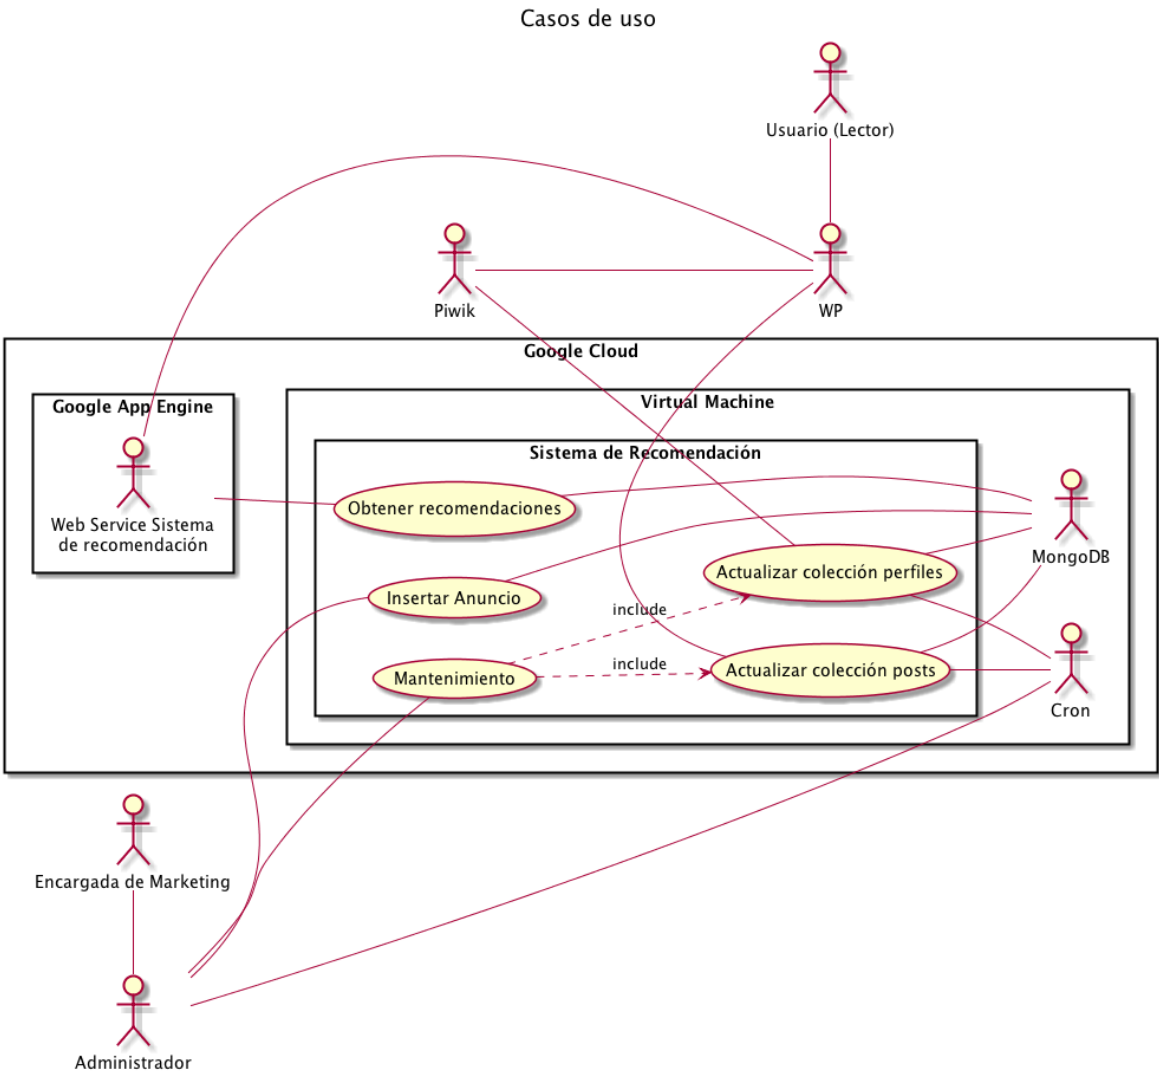 Casos de uso
Usuario (Lector)
Piwik
WP
Google Cloud
Google App Engine
Virtual Machine
Sistema de Recomendación
Obtener recomendaciones
Web Service Sistema
de recomendación
MongoDB
Actualizar colección perfiles
Insertar Anuncio
include
include
Actualizar colección posts
Mantenimiento
Cron
Encargada de Marketing
Administrador